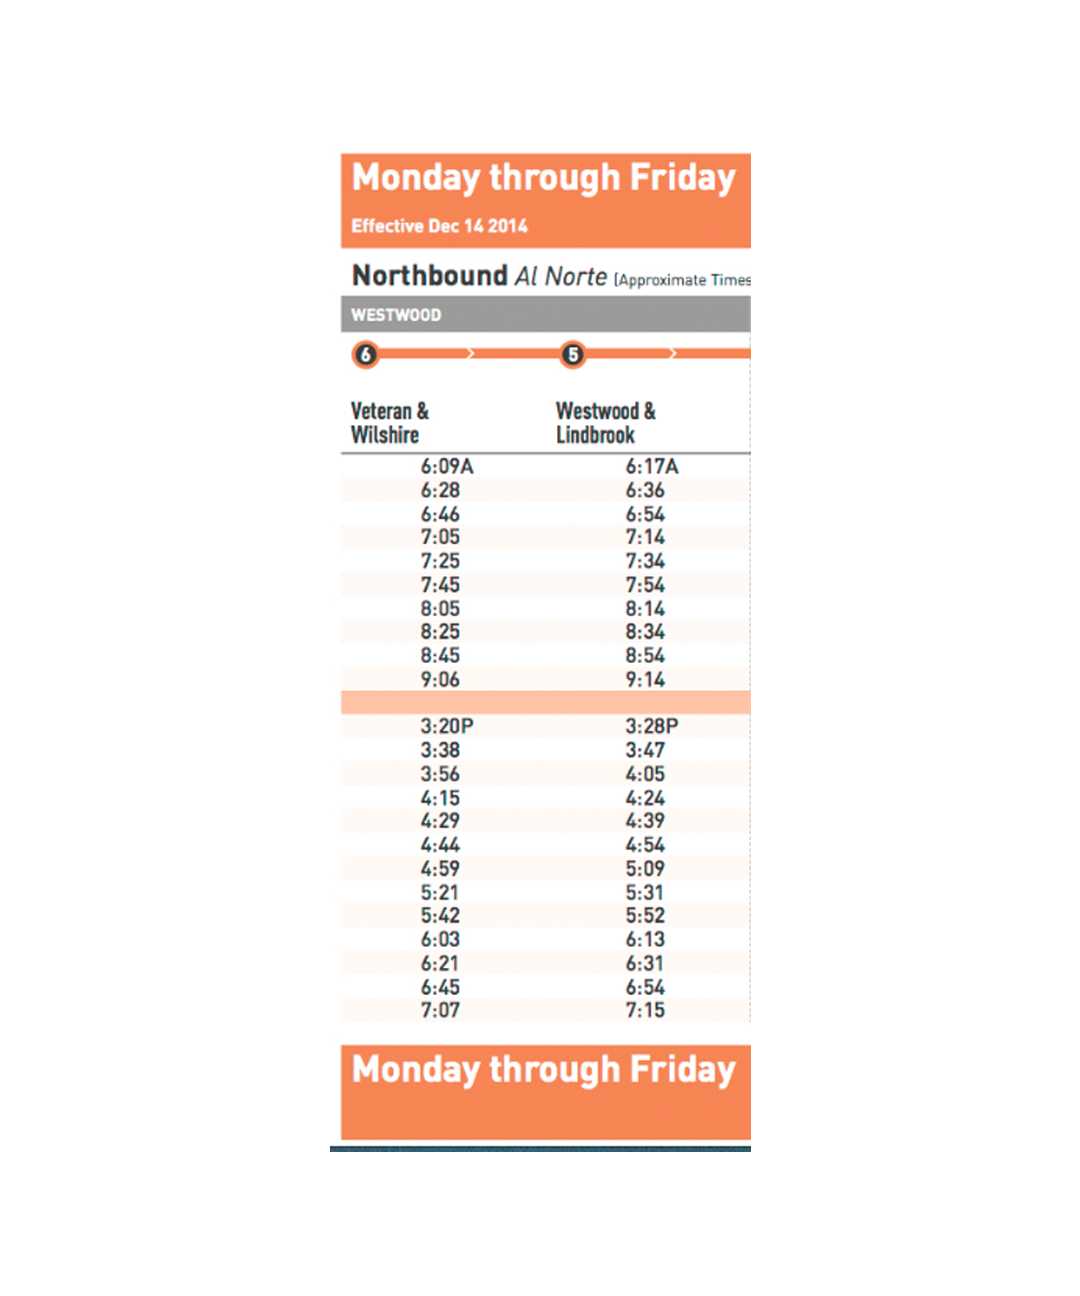 Monday through Friday
Effective Dec 14 2014
Northbound Al Norte (Approximate Times
WESTWOOD
6 5
Veteran & Wilshire Westwood & Lindbrook
6:09A 6:17A
6:28 6:36
6:46 6:54
7:05 7:14
7:25 7:34
7:45 7:54
8:05 8:14
8:25 8:34
8:45 8:54
9:06 9:14
3:20P 3:28P
3:38 3:47
3:56 4:05
4:15 4:24
4:29 4:39
4:44 4:54
4:59 5:09
5:21 5:31
5:42 5:52
6:03 6:13
6:21 6:31
6:45 6:54
7:07 7:15
Monday through Friday